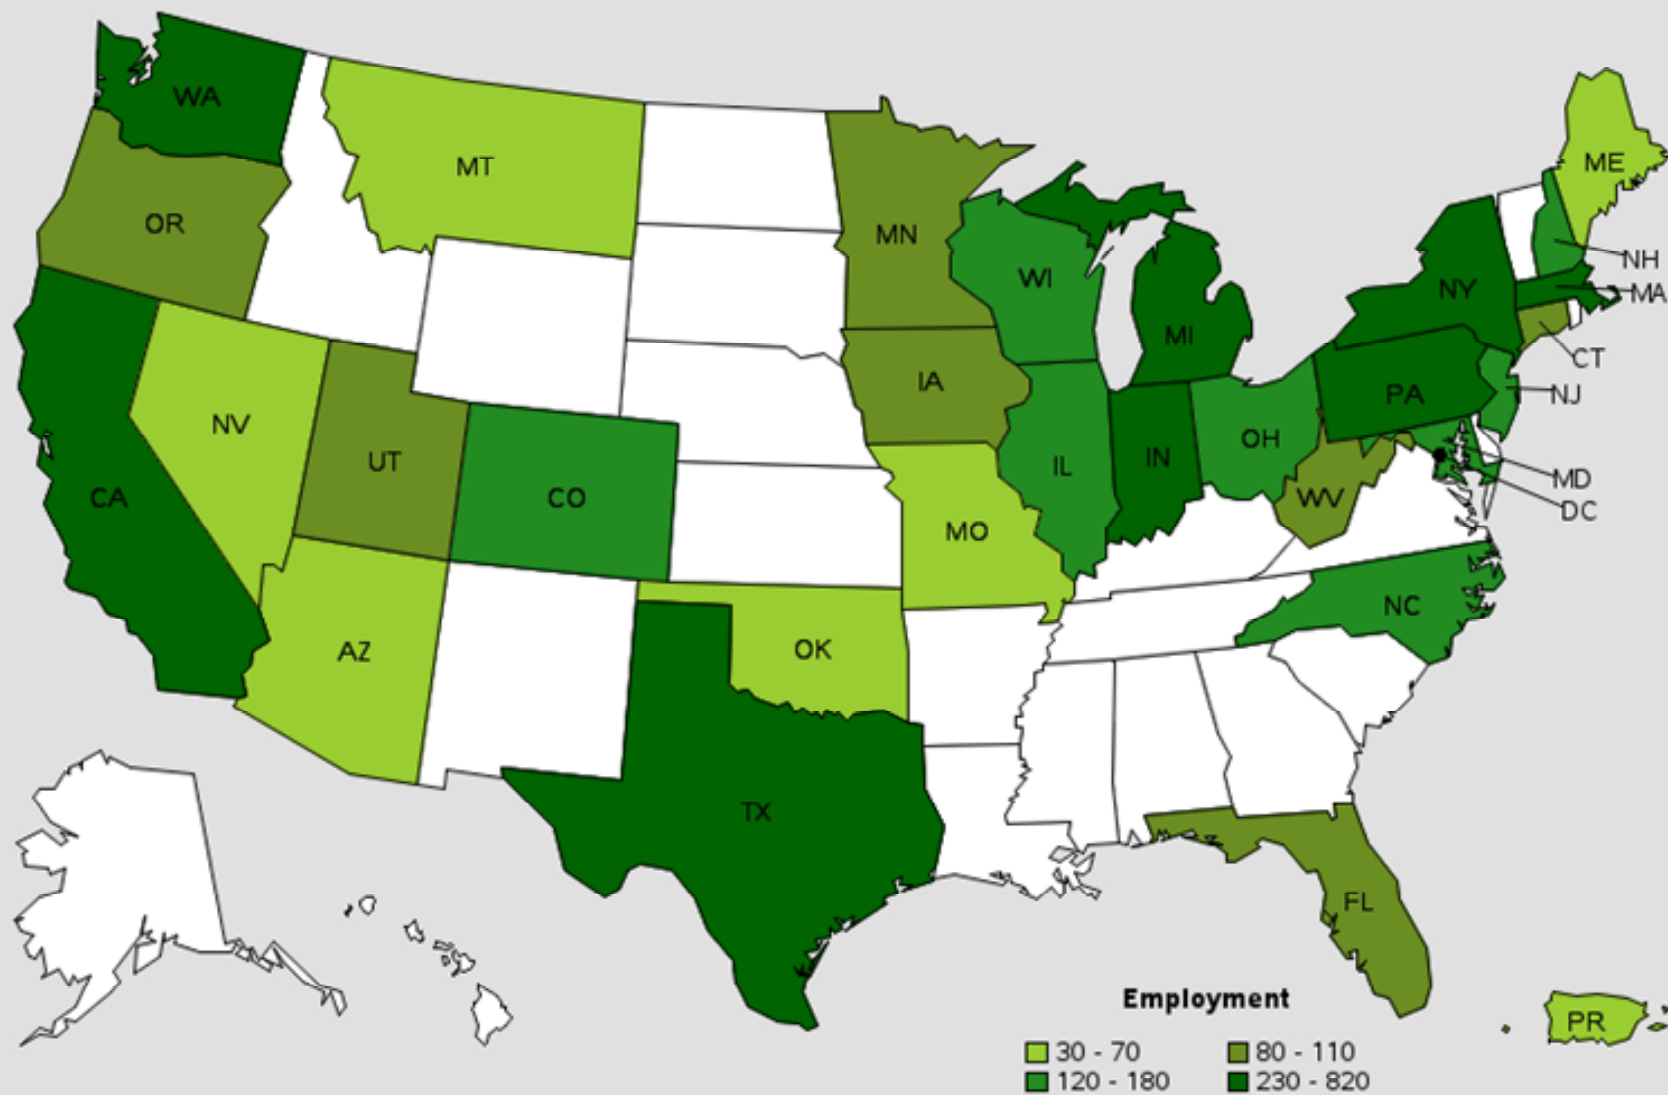 WA
MT
ME
OR
MN
NH
WI
NY
MA
MI
CT
IA
PA
NJ
NV
OH
UT
IN
IL
MD
CA
CO
WV
DC
MO
NC
AZ
OK
TX
FL
Employment
PR
30 - 70 80 - 110
120 - 180 230 - 820